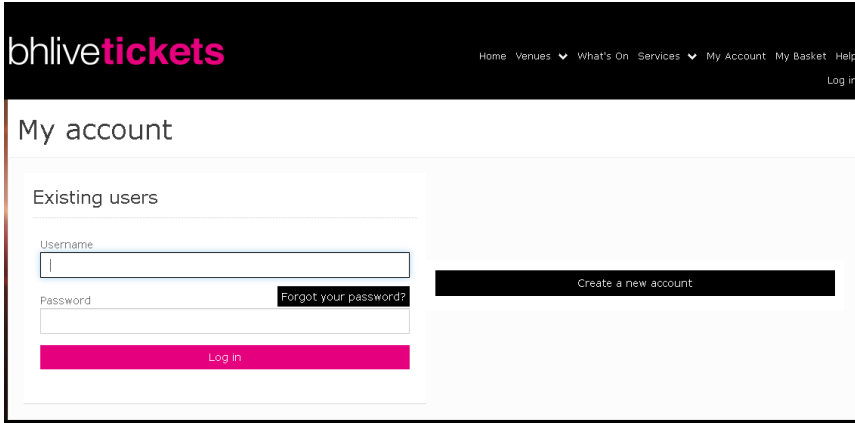 bhlivetickets
Home Venues What's On Services My Account My Basket Help
Log in
My account
Existing users
Username
Forgot your password?
Password
Create a new account
Log in